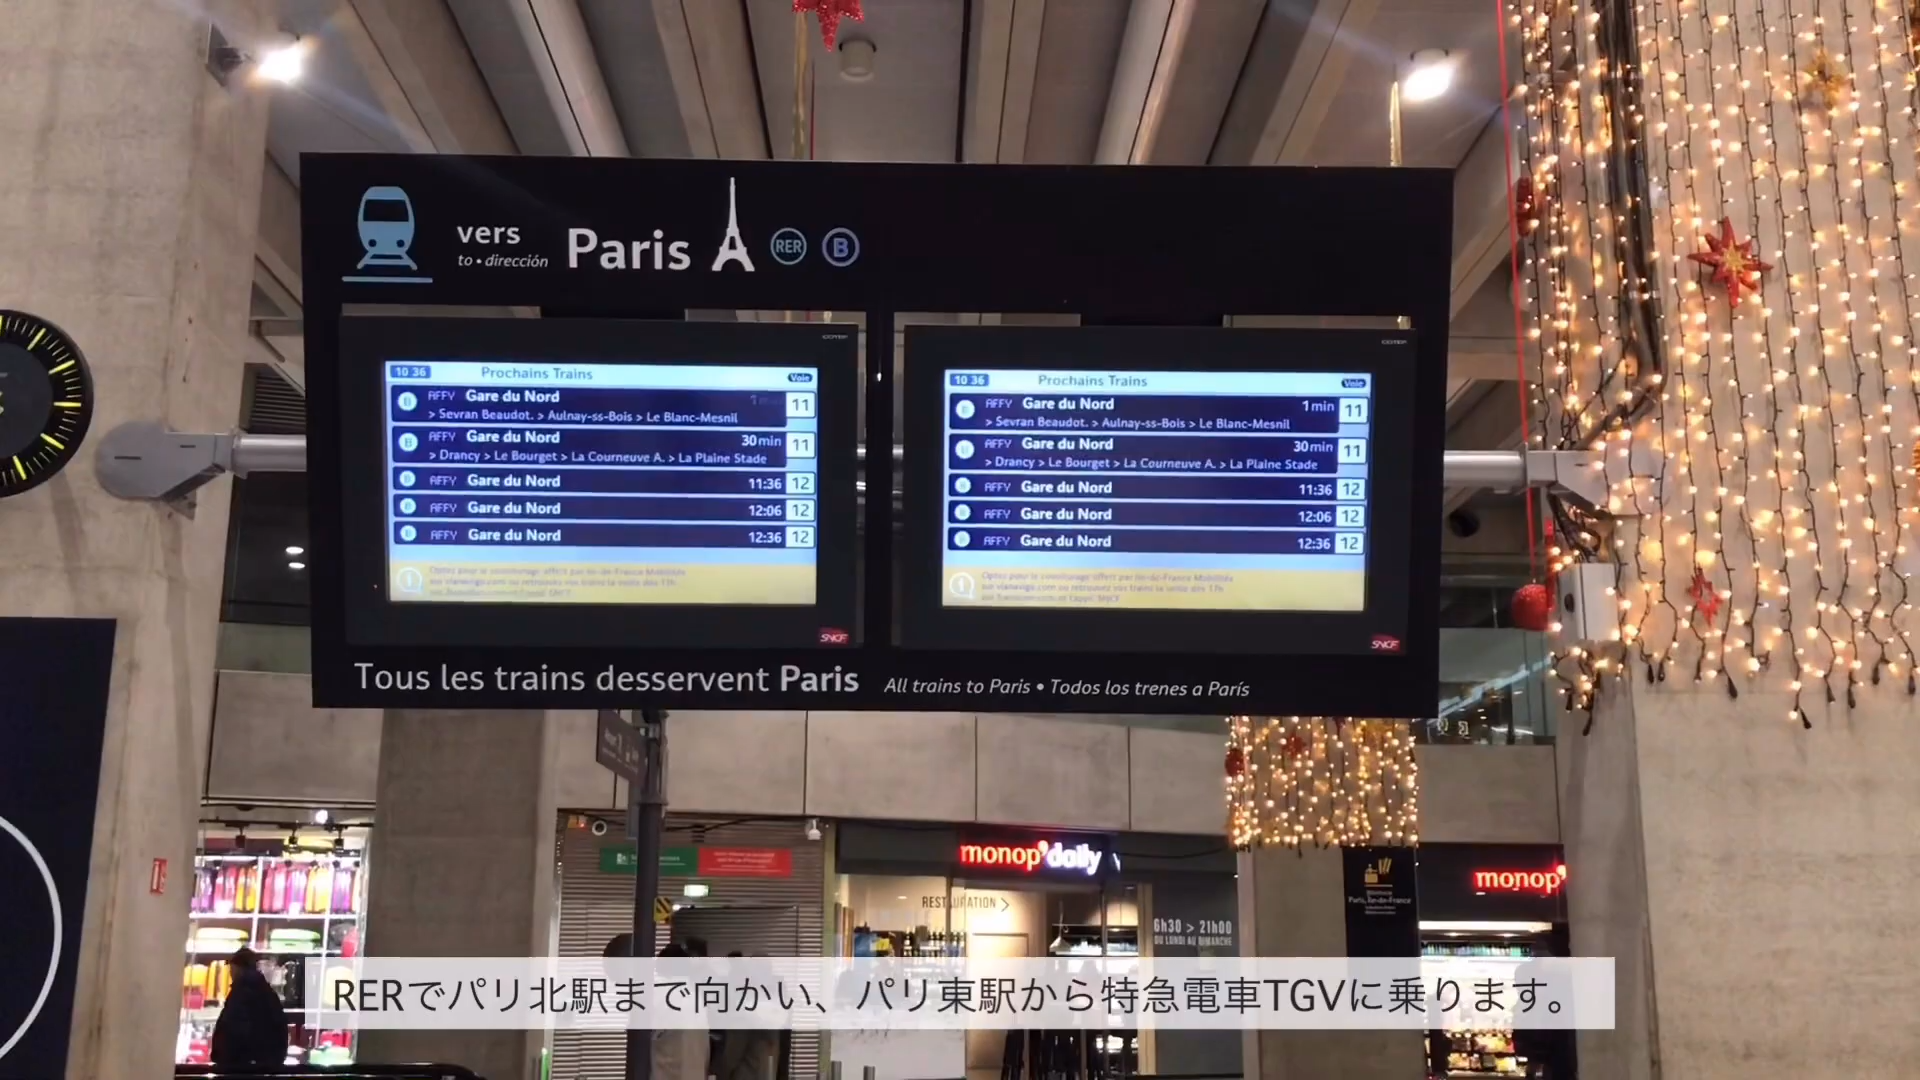 vers
to • dirección
Paris
RER
B
10 36 Prochains Trains Voie
B AFFY Gare du Nord 11
> Sevran Beaudot. > Aulnay-ss-Bois > Le Blanc-Mesnil
B AFFY Gare du Nord 30 min 11
> Drancy > Le Bourget > La Courneuve A. > La Plaine Stade
B AFFY Gare du Nord 11:36 12
B AFFY Gare du Nord 12:06 12
B AFFY Gare du Nord 12:36 12
SNCF
10 36 Prochains Trains Voie
B AFFY Gare du Nord 1 min 11
> Sevran Beaudot. > Aulnay-ss-Bois > Le Blanc-Mesnil
B AFFY Gare du Nord 30 min 11
> Drancy > Le Bourget > La Courneuve A. > La Plaine Stade
B AFFY Gare du Nord 11:36 12
B AFFY Gare du Nord 12:06 12
B AFFY Gare du Nord 12:36 12
SNCF
Tous les trains desservent Paris
All trains to Paris • Todos los trenes a París
monop'daily
monop'
RESTAURATION >
6h30 > 21h00
DU LUNDI AU DIMANCHE
Paris, Île-de-France
RERでパリ北駅まで向かい、パリ東駅から特急電車TGVに乗ります。